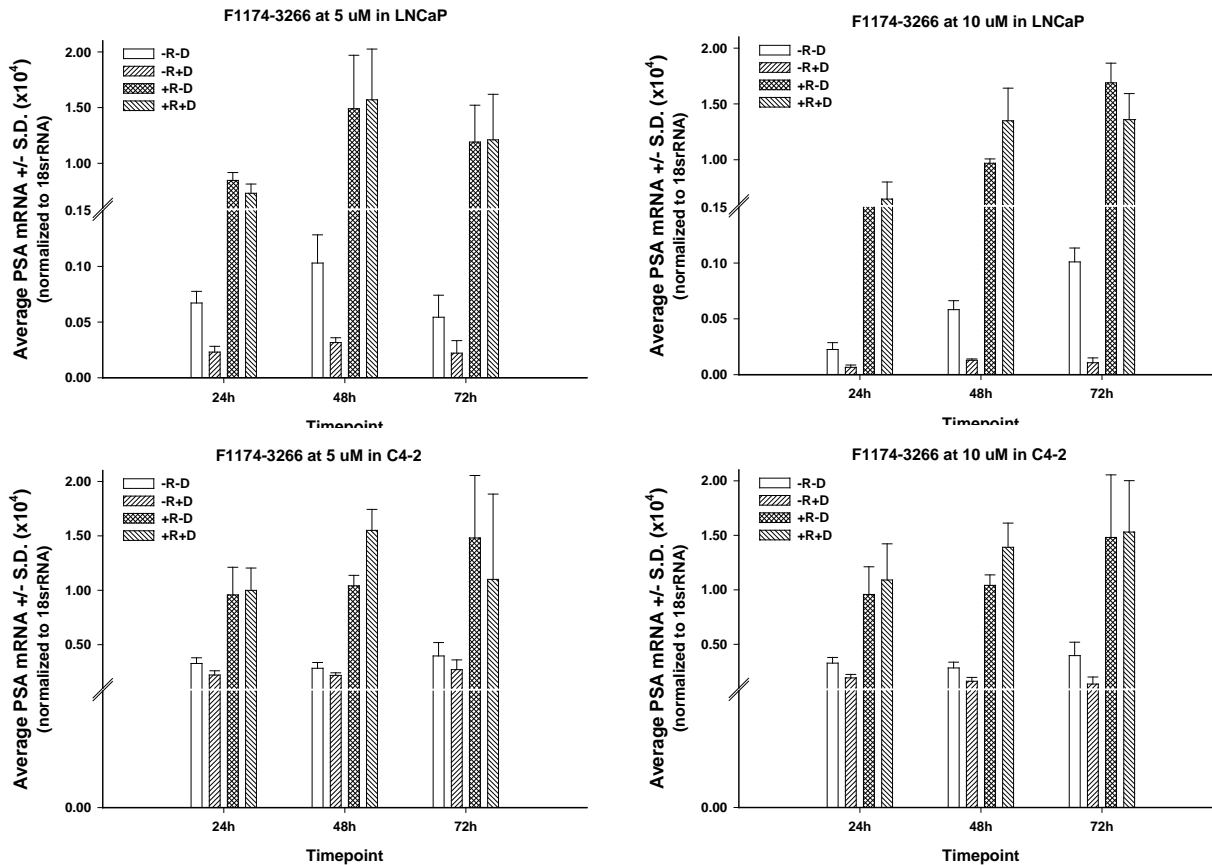 F1174-3266 at 5 uM in LNCaP
Average PSA mRNA +/- S.D. (x10⁴)
(normalized to 18srRNA)
2.00
1.50
1.00
0.15
0.10
0.05
0.00
-R-D
-R+D
+R-D
+R+D
24h
48h
72h
Timepoint
F1174-3266 at 10 uM in LNCaP
Average PSA mRNA +/- S.D. (x10⁴)
(normalized to 18srRNA)
2.00
1.50
1.00
0.15
0.10
0.05
0.00
-R-D
-R+D
+R-D
+R+D
24h
48h
72h
Timepoint
F1174-3266 at 5 uM in C4-2
Average PSA mRNA +/- S.D. (x10⁴)
(normalized to 18srRNA)
2.00
1.50
1.00
0.50
0.00
-R-D
-R+D
+R-D
+R+D
24h
48h
72h
Timepoint
F1174-3266 at 10 uM in C4-2
Average PSA mRNA +/- S.D. (x10⁴)
(normalized to 18srRNA)
2.00
1.50
1.00
0.50
0.00
-R-D
-R+D
+R-D
+R+D
24h
48h
72h
Timepoint